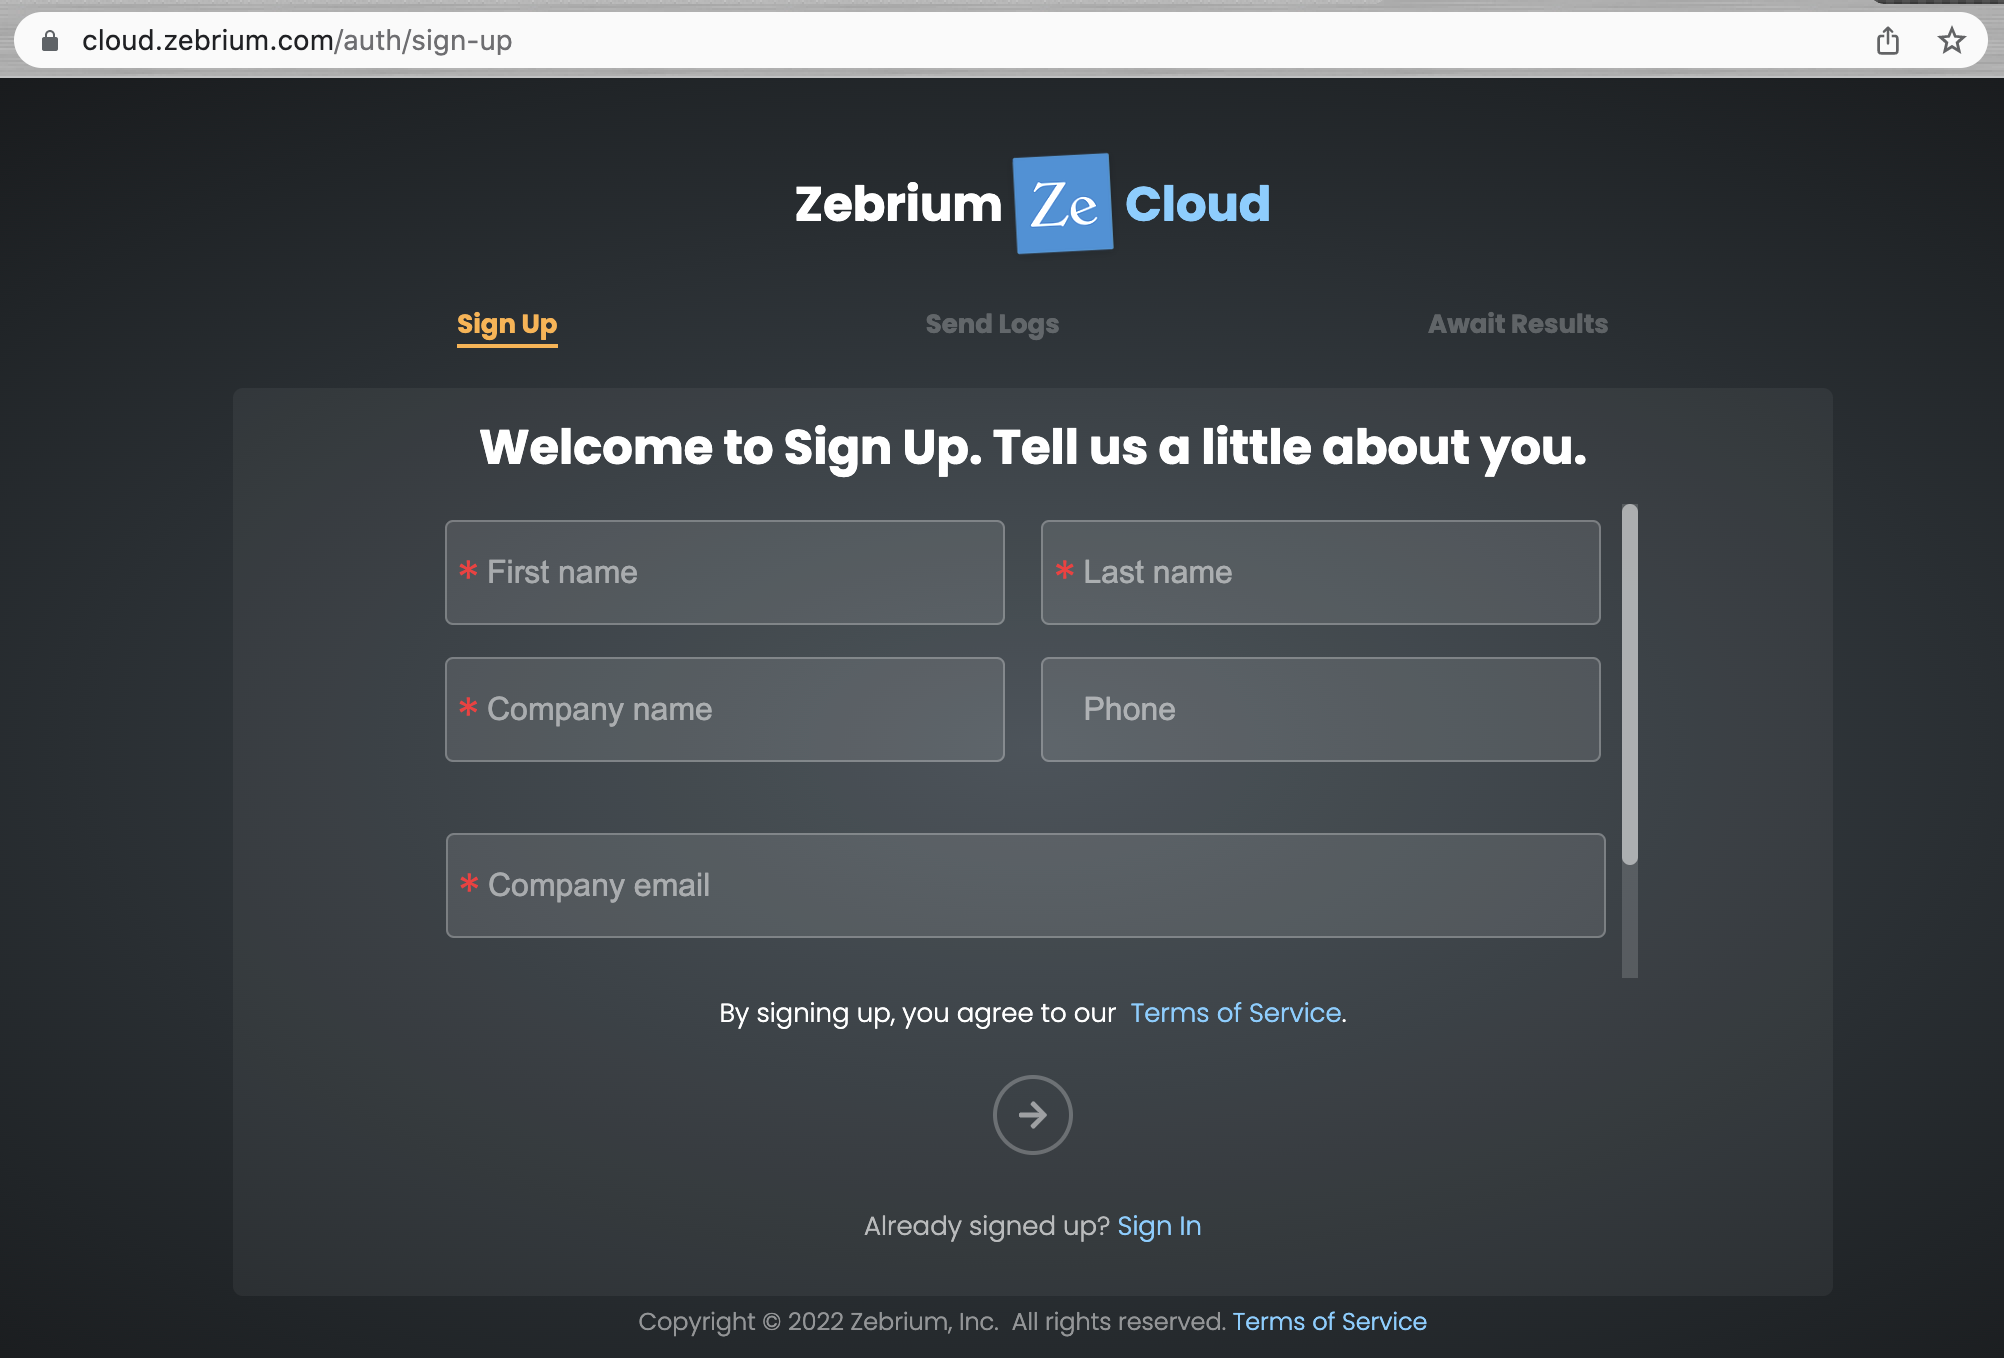 cloud.zebrium.com/auth/sign-up
Zebrium Ze Cloud
Sign Up Send Logs Await Results
Welcome to Sign Up. Tell us a little about you.
* First name * Last name
* Company name Phone
* Company email
By signing up, you agree to our Terms of Service.
Already signed up? Sign In
Copyright © 2022 Zebrium, Inc. All rights reserved. Terms of Service